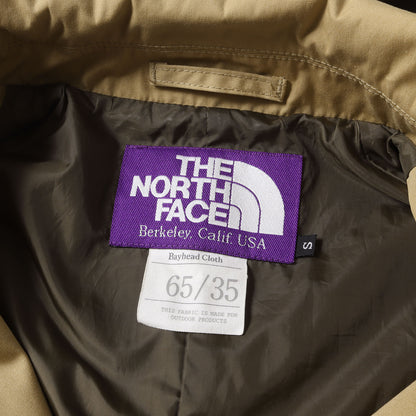 THE
NORTH
FACE
Berkeley, Calif. USA
S
Bayhead Cloth
65/35
THIS FABRIC IS MADE FOR
OUTDOOR PRODUCTS